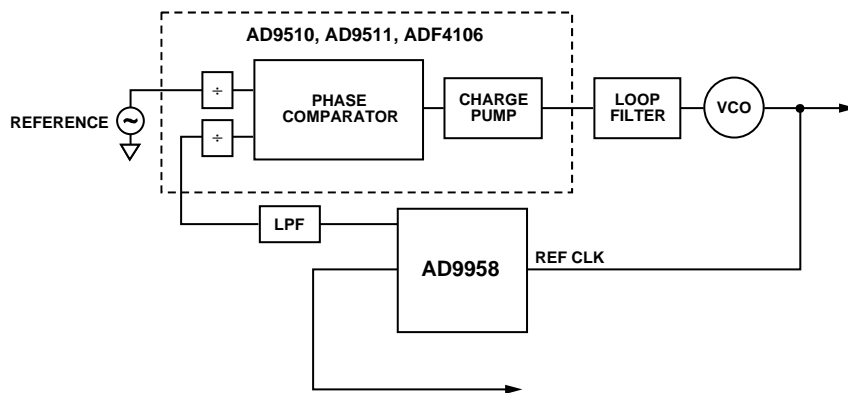 AD9510, AD9511, ADF4106
÷
PHASE
COMPARATOR
CHARGE
PUMP
LOOP
FILTER
VCO
REFERENCE
~
÷
LPF
AD9958
REF CLK